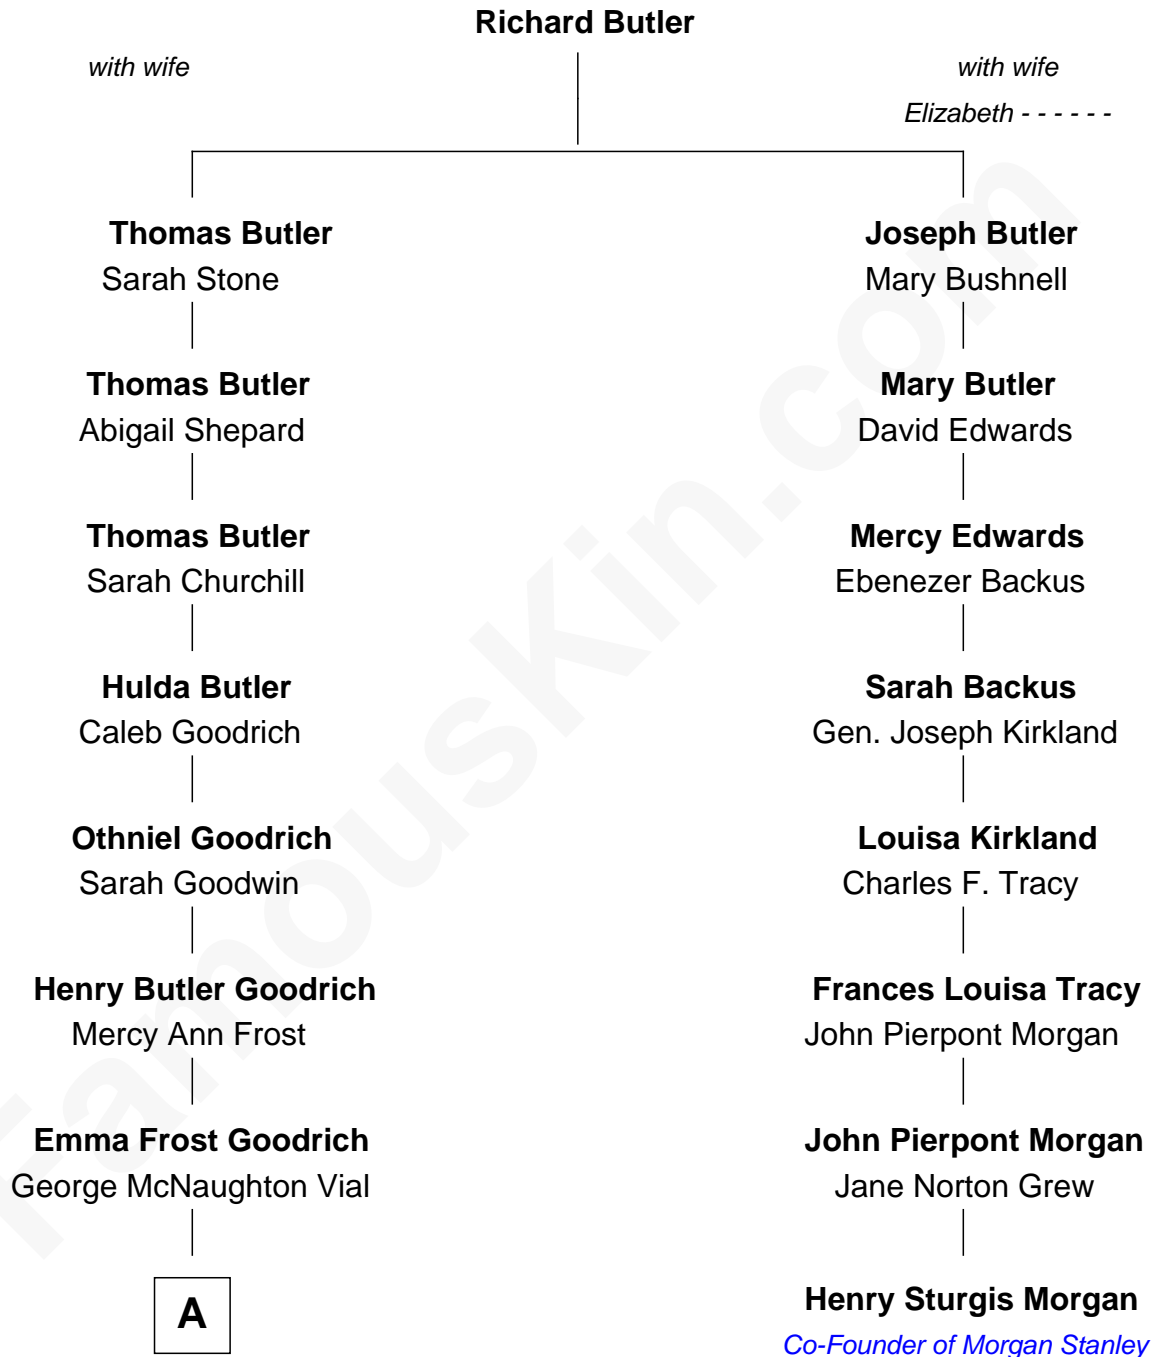 Richard Butler
with wife
with wife
Elizabeth - - - - - -
Thomas Butler
Sarah Stone
Joseph Butler
Mary Bushnell
Thomas Butler
Abigail Shepard
Mary Butler
David Edwards
Thomas Butler
Sarah Churchill
Mercy Edwards
Ebenezer Backus
Hulda Butler
Caleb Goodrich
Sarah Backus
Gen. Joseph Kirkland
Othniel Goodrich
Sarah Goodwin
Louisa Kirkland
Charles F. Tracy
Henry Butler Goodrich
Mercy Ann Frost
Frances Louisa Tracy
John Pierpont Morgan
Emma Frost Goodrich
George McNaughton Vial
John Pierpont Morgan
Jane Norton Grew
A
Henry Sturgis Morgan
Co-Founder of Morgan Stanley
FamousKin.com